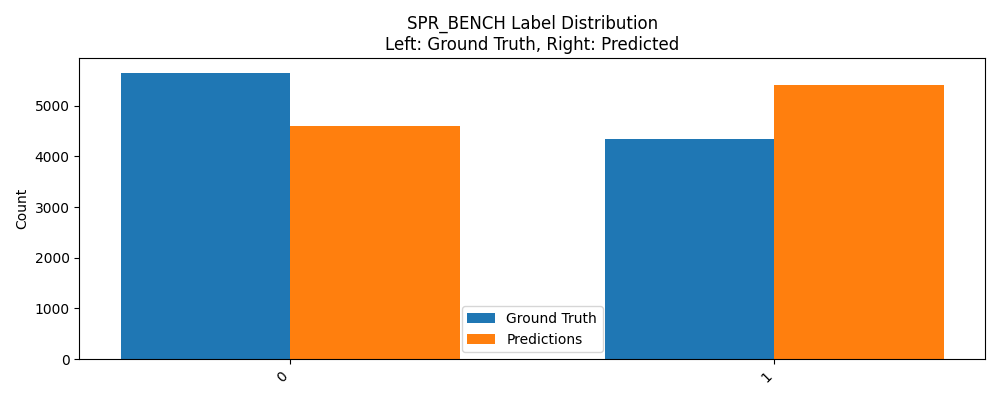 SPR_BENCH Label Distribution
Left: Ground Truth, Right: Predicted
Count
5000
4000
3000
2000
1000
0
Ground Truth
Predictions
0
1